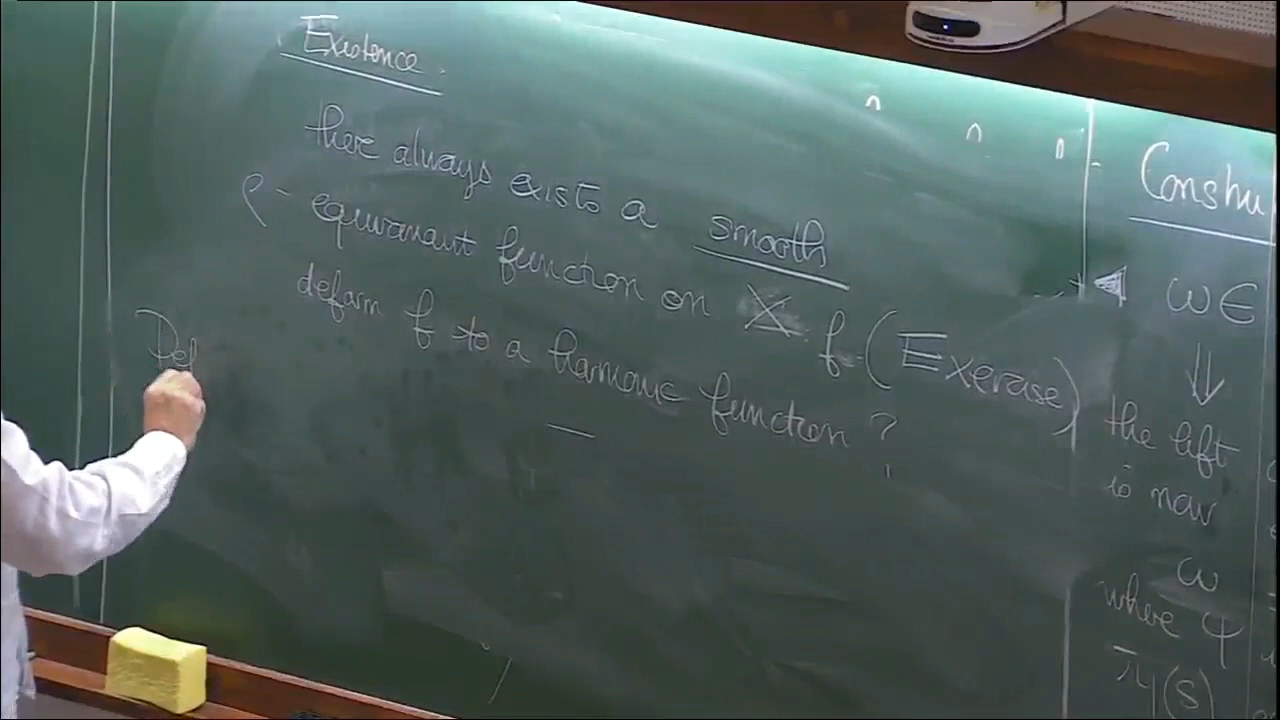 Existence.
there always exists a smooth
ρ-equivariant function on X f (Exercise)
deform f to a harmonic function?
Def
Constru
ω ∈
⇓
the lift
is now
ω
where φ
π1(S)